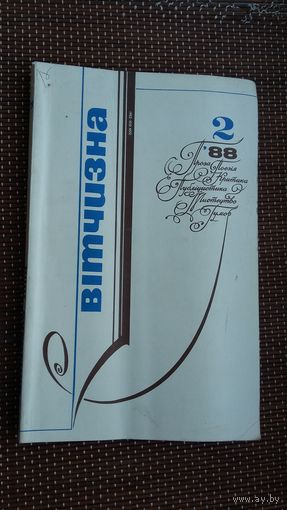 вітчизна
2
'88
Проза Поезія
Критика
Публіцистика
Мистецтво
Гумор
www.ay.by